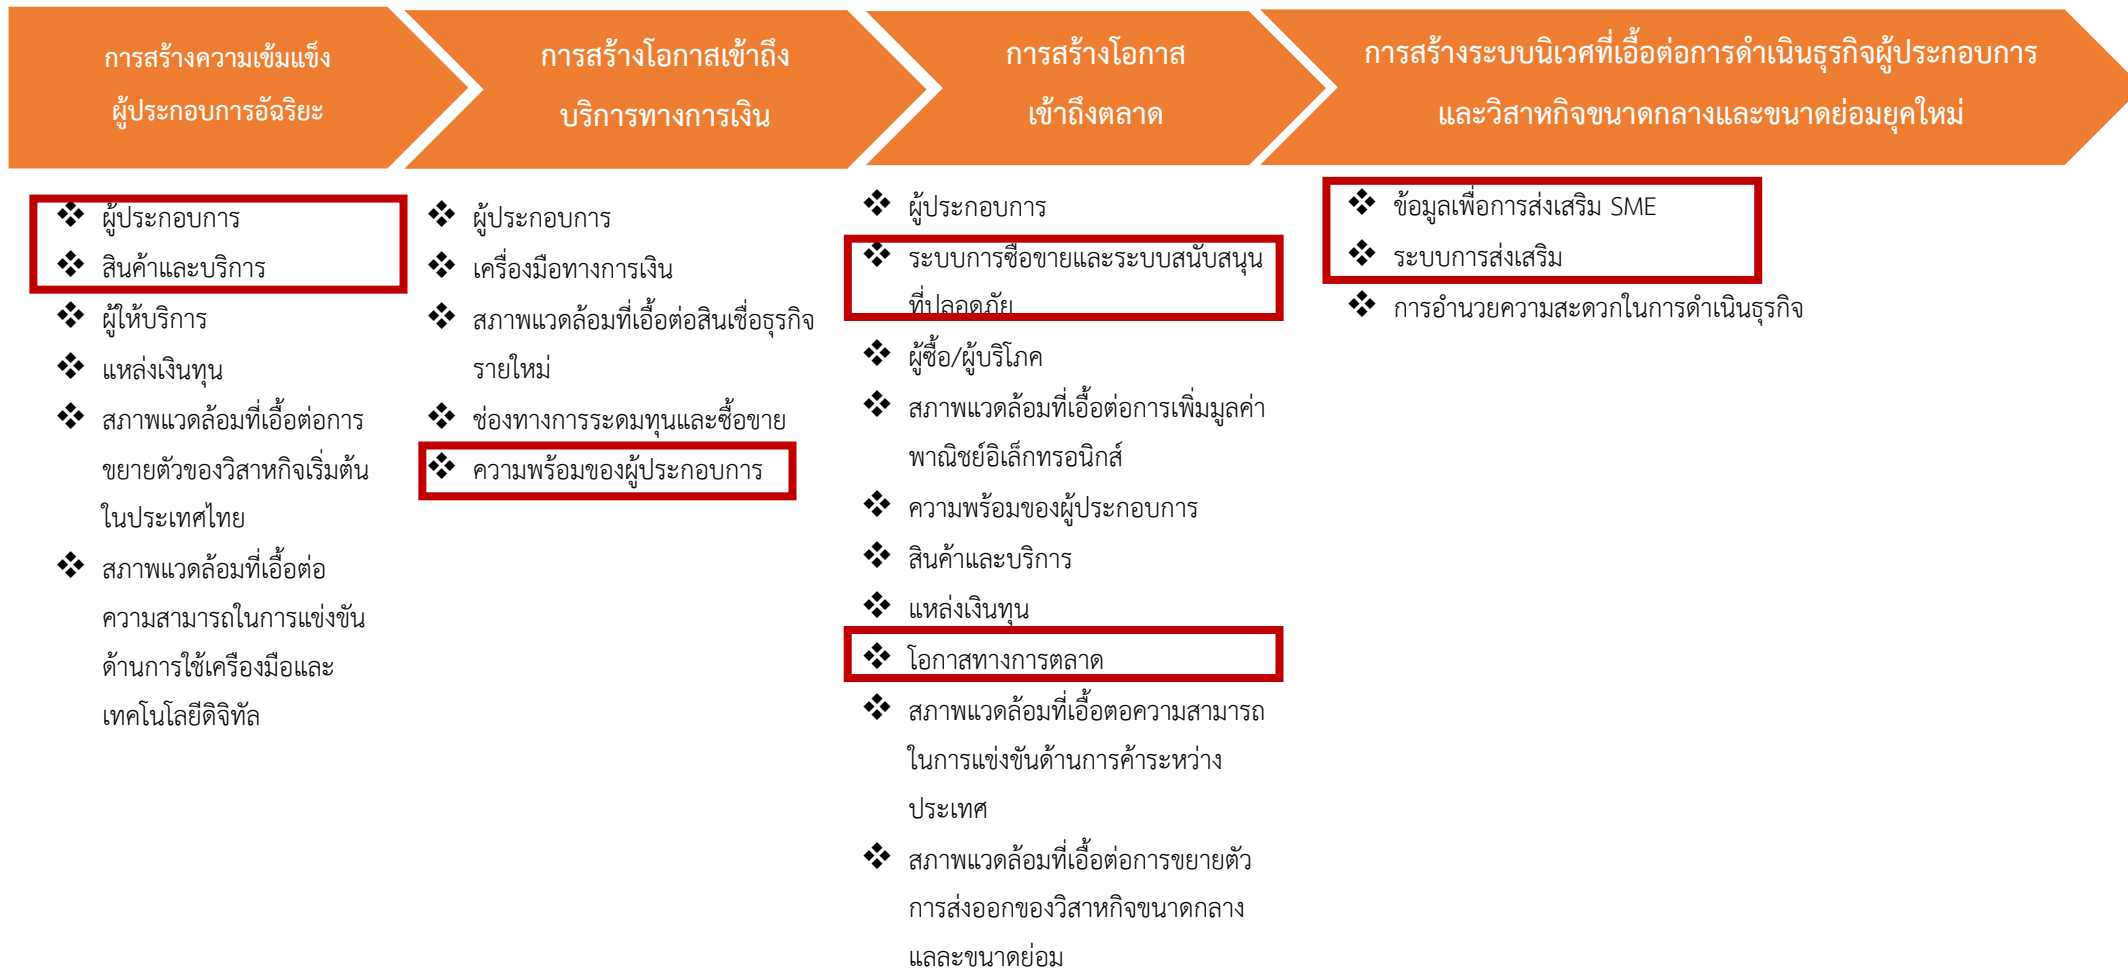 การสร้างความเข้มแข็ง
ผู้ประกอบการอัจริยะ
การสร้างโอกาสเข้าถึง
บริการทางการเงิน
การสร้างโอกาส
เข้าถึงตลาด
การสร้างระบบนิเวศที่เอื้อต่อการดำเนินธุรกิจผู้ประกอบการ
และวิสาหกิจขนาดกลางและขนาดย่อมยุคใหม่
❖ ผู้ประกอบการ
❖ สินค้าและบริการ
❖ ผู้ให้บริการ
❖ แหล่งเงินทุน
❖ สภาพแวดล้อมที่เอื้อต่อการ
ขยายตัวของวิสาหกิจเริ่มต้น
ในประเทศไทย
❖ สภาพแวดล้อมที่เอื้อต่อ
ความสามารถในการแข่งขัน
ด้านการใช้เครืองมือและ
เทคโนโลยีดิจิทัล
❖ ผู้ประกอบการ
❖ เครื่องมือทางการเงิน
❖ สภาพแวดล้อมที่เอื้อต่อสินเชื่อธุรกิจ
รายใหม่
❖ ช่องทางการระดมทุนและซื้อขาย
❖ ความพร้อมของผู้ประกอบการ
❖ ผู้ประกอบการ
❖ ระบบการซือขายและระบบสนับสนุน
ที่ปลอดภัย
❖ ผู้ซื้อ/ผู้บริโภค
❖ สภาพแวดล้อมที่เอื้อต่อการเพิ่มมูลค่า
พาณิชย์อิเล็กทรอนิกส์
❖ ความพร้อมของผู้ประกอบการ
❖ สินค้าและบริการ
❖ แหล่งเงินทุน
❖ โอกาสทางการตลาด
❖ สภาพแวดล้อมที่เอื้อตอความสามารถ
ในการแข่งขันด้านการค้าระหว่าง
ประเทศ
❖ สภาพแวดล้อมที่เอื้อต่อการขยายตัว
การส่งออกของวิสาหกิจขนาดกลาง
แลละขนาดย่อม
❖ ข้อมูลเพื่อการส่งเสริม SME
❖ ระบบการส่งเสริม
❖ การอำนวยความสะดวกในการดำเนินธุรกิจ